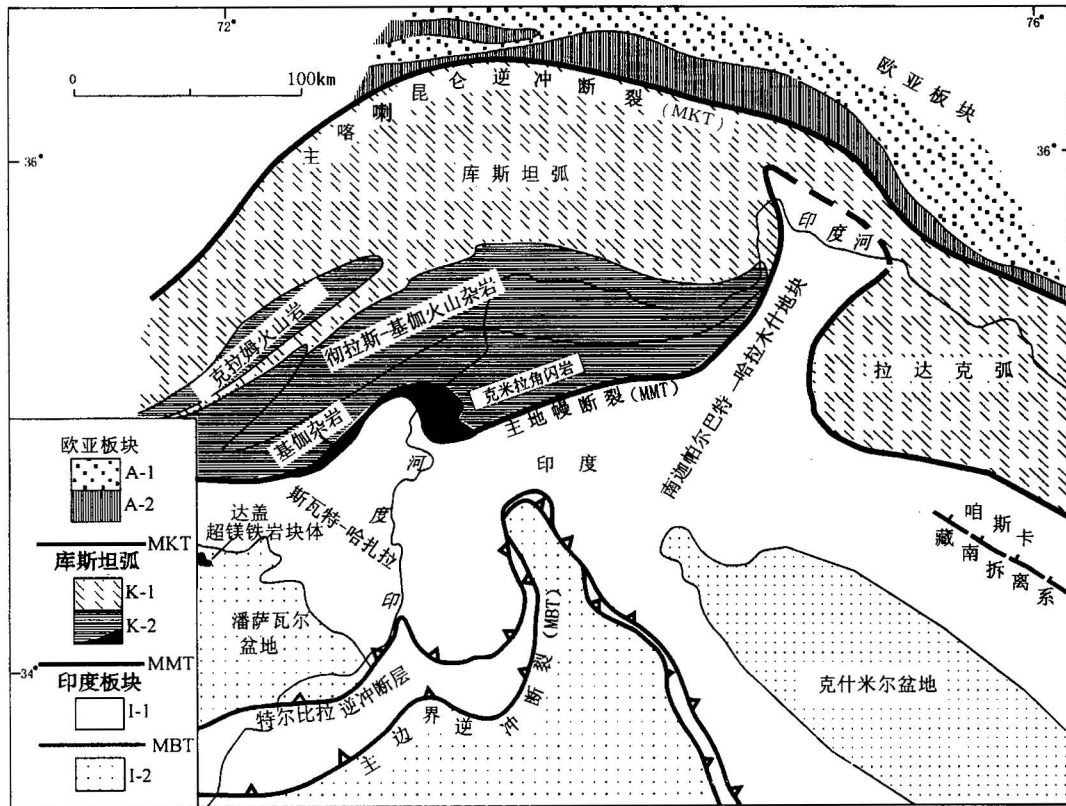 72°
76°
0
100km
欧亚板块
主喀喇昆仑逆冲断裂(MKT)
36°
36°
库斯坦弧
印度河
克拉姆火山岩
彻拉斯-基伽火山杂岩
南迦帕尔巴特-哈拉木什地块
拉达克弧
克米拉角闪岩
主地幔断裂(MMT)
基伽杂岩
印度
印度河
斯瓦特-哈扎拉
咱斯卡
藏南拆离系
欧亚板块
A-1
A-2
MKT
库斯坦弧
K-1
K-2
MMT
印度板块
I-1
MBT
I-2
达盖
超镁铁岩块体
潘萨瓦尔
盆地
34°
特尔比拉逆冲断层
主边界逆冲断裂(MBT)
克什米尔盆地